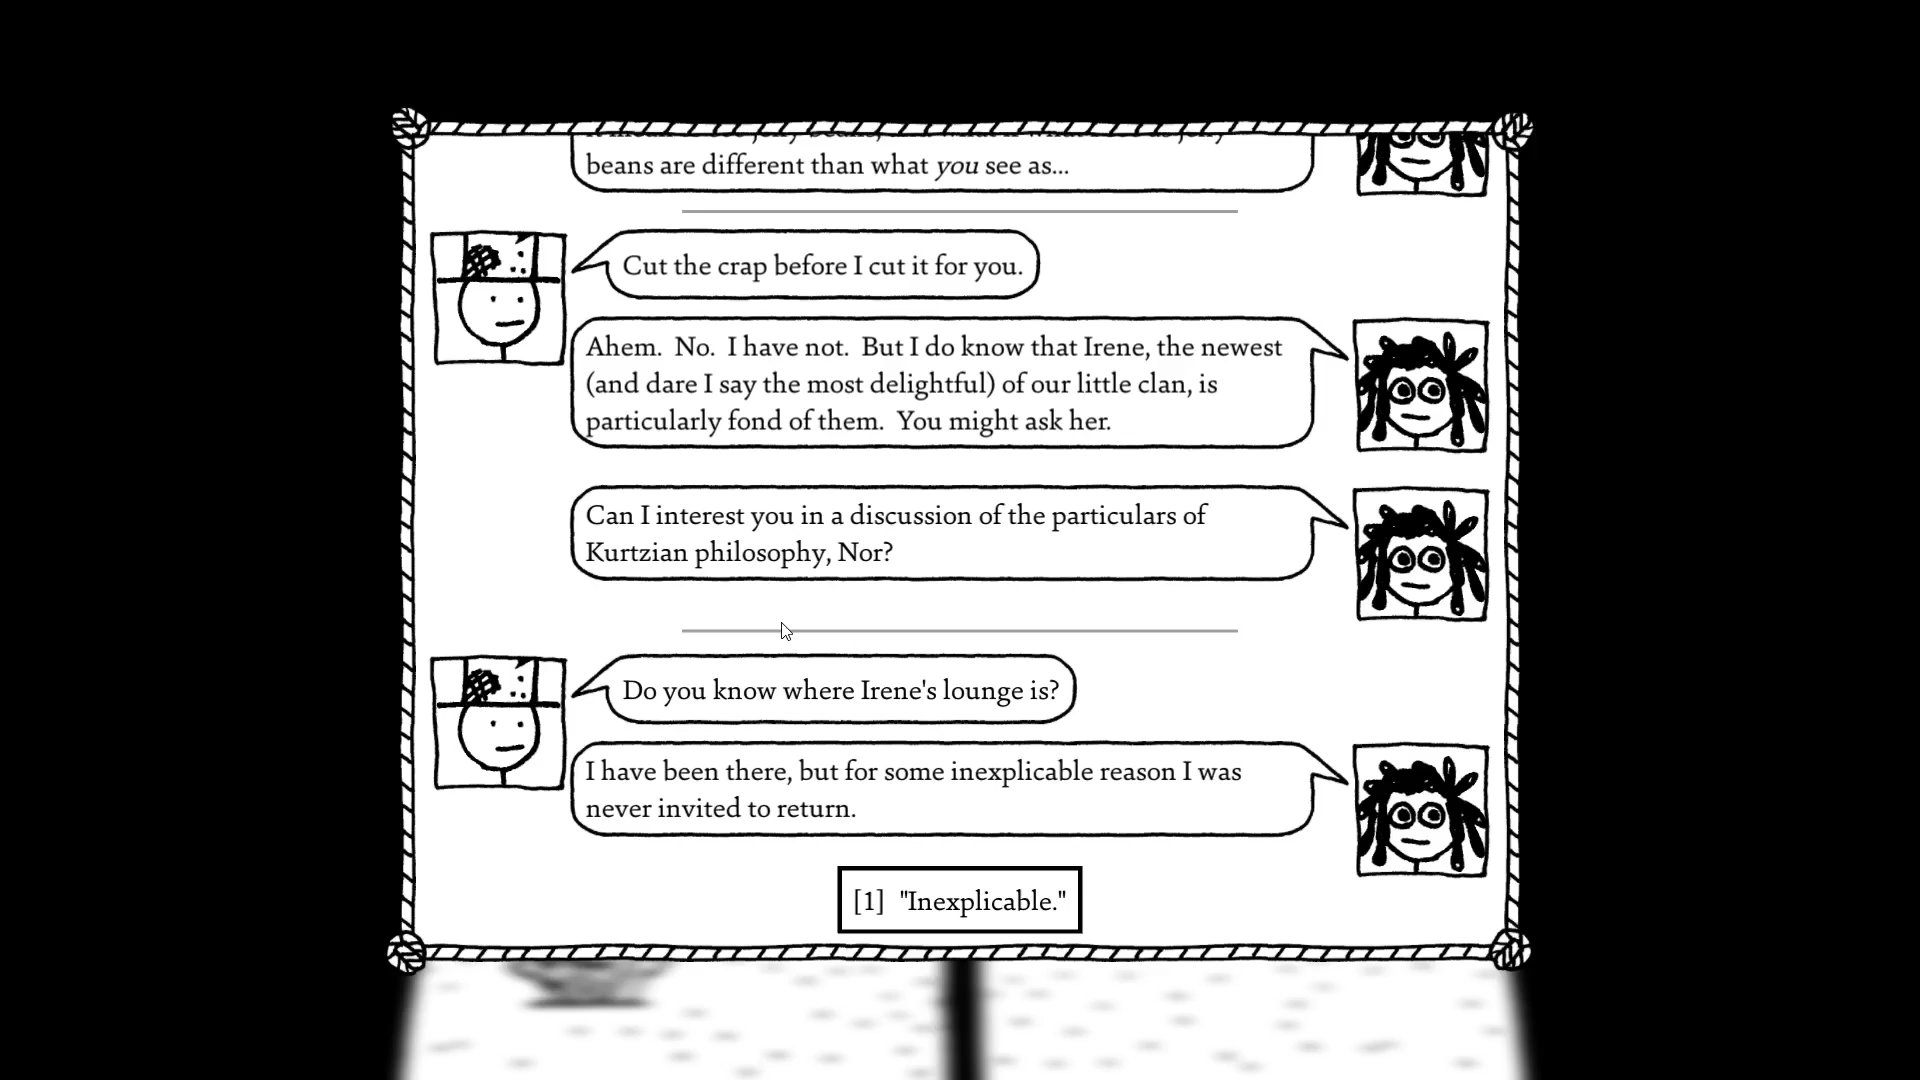 beans are different than what you see as...
Cut the crap before I cut it for you.
Ahem. No. I have not. But I do know that Irene, the newest
(and dare I say the most delightful) of our little clan, is
particularly fond of them. You might ask her.
Can I interest you in a discussion of the particulars of
Kurtzian philosophy, Nor?
Do you know where Irene's lounge is?
I have been there, but for some inexplicable reason I was
never invited to return.
[1] "Inexplicable."